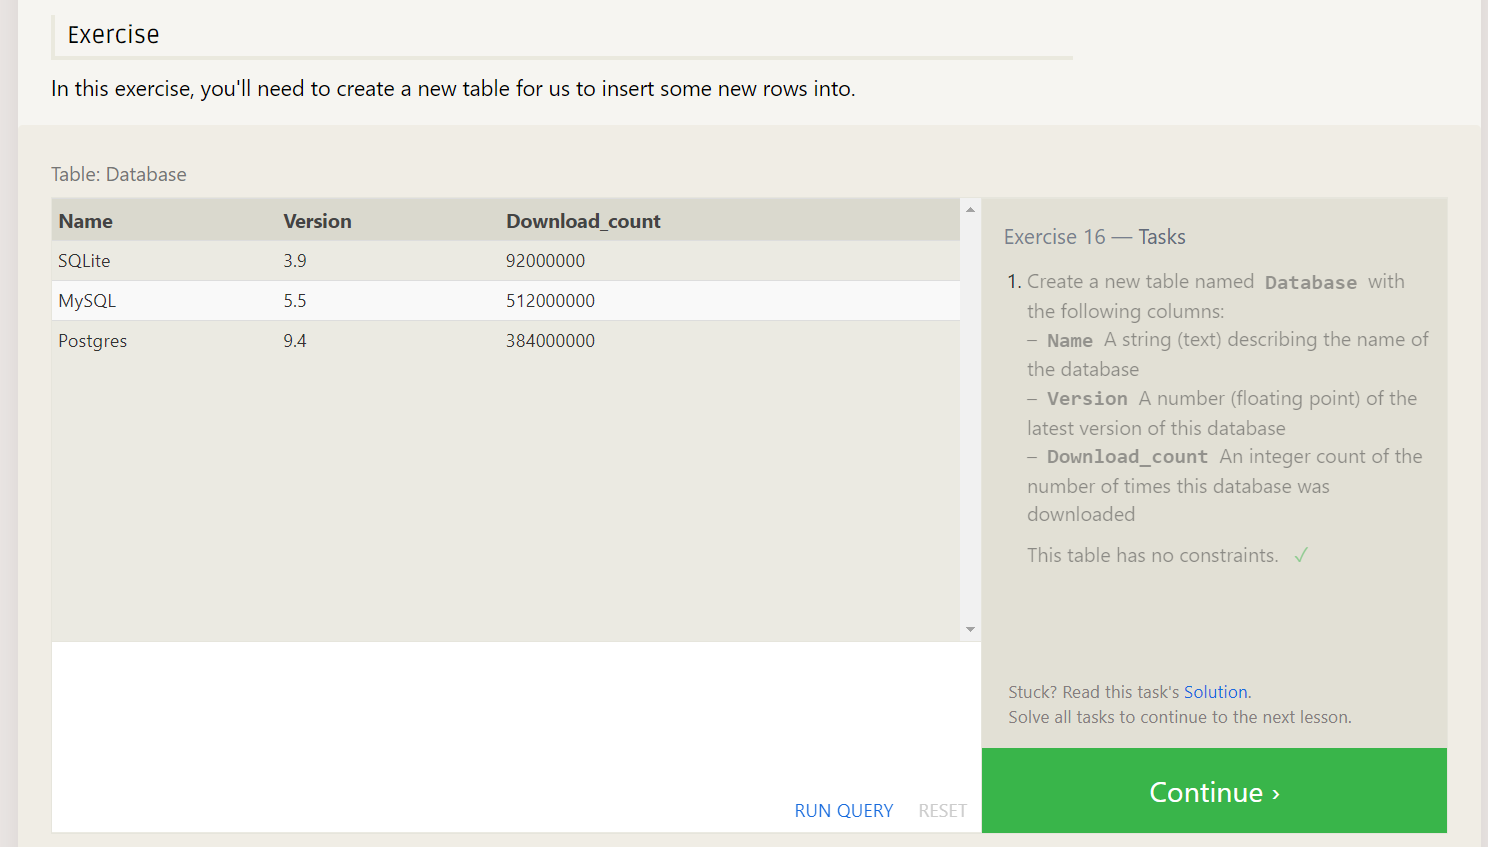 Exercise
In this exercise, you'll need to create a new table for us to insert some new rows into.
Table: Database
Name Version Download_count
SQLite 3.9 92000000
MySQL 5.5 512000000
Postgres 9.4 384000000
Exercise 16 — Tasks
1. Create a new table named Database with
the following columns:
– Name A string (text) describing the name of
the database
– Version A number (floating point) of the
latest version of this database
– Download_count An integer count of the
number of times this database was
downloaded
This table has no constraints. ✓
Stuck? Read this task's Solution.
Solve all tasks to continue to the next lesson.
RUN QUERY RESET
Continue ›